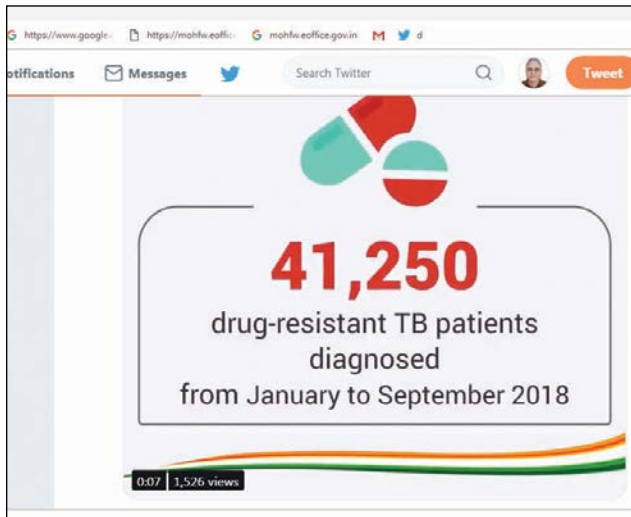 https://www.google.c https://mohfw.eoffic mohfw.eoffice.gov.in d
otifications Messages Search Twitter Tweet
41,250
drug-resistant TB patients
diagnosed
from January to September 2018
0:07 1,526 views